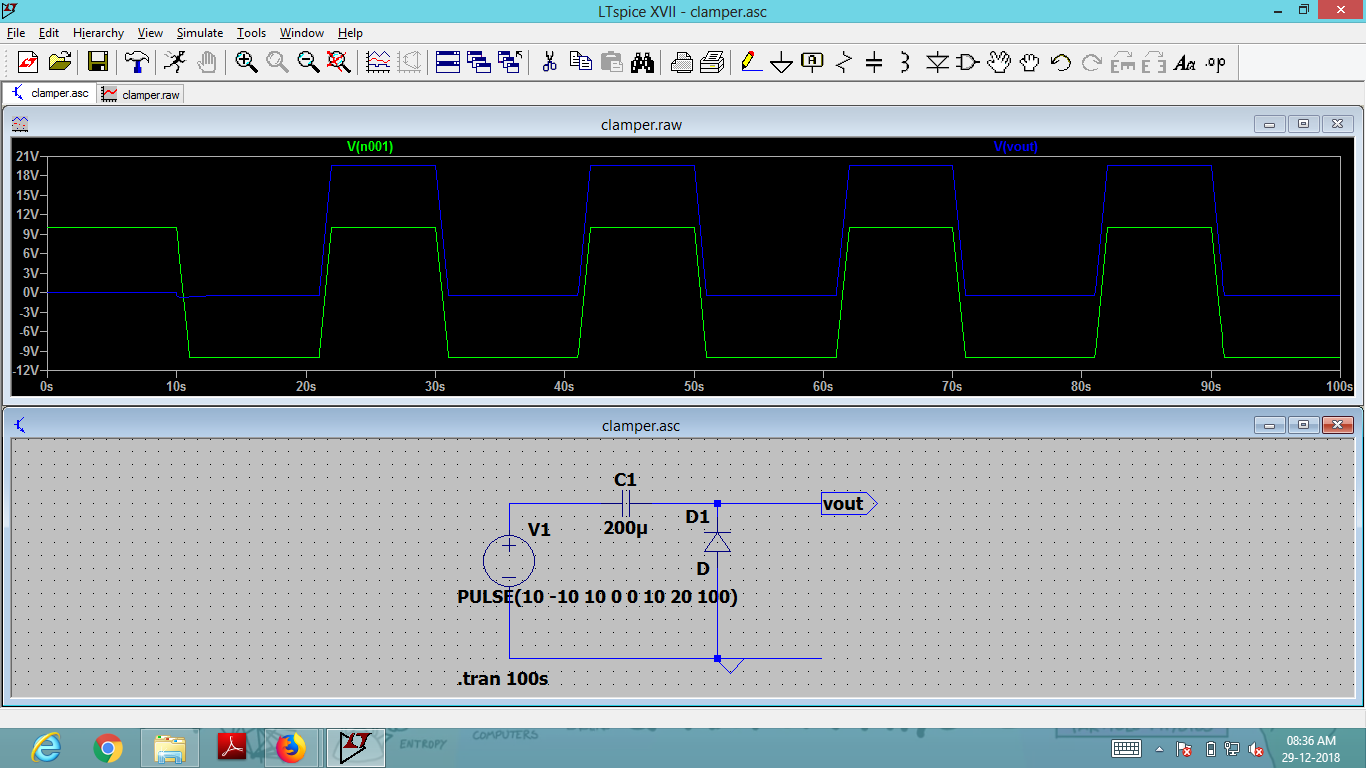 LTspice XVII - clamper.asc
File Edit Hierarchy View Simulate Tools Window Help
clamper.asc clamper.raw
clamper.raw
V(n001) V(vout)
21V
18V
15V
12V
9V
6V
3V
0V
-3V
-6V
-9V
-12V
0s 10s 20s 30s 40s 50s 60s 70s 80s 90s 100s
clamper.asc
C1
200µ
V1
D1
D
vout
PULSE(10 -10 10 0 0 10 20 100)
.tran 100s
ENTROPY COMPUTERS
08:36 AM
29-12-2018